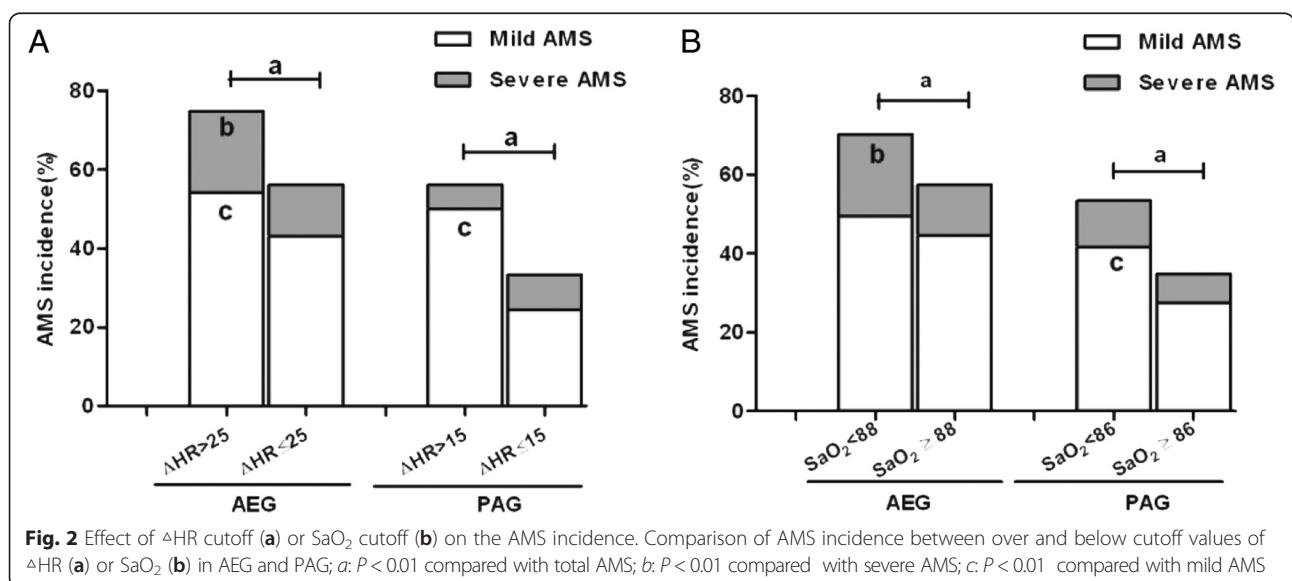 A
Mild AMS
Severe AMS
a
80
b
a
60
c
c
40
20
0
AMS incidence(%)
ΔHR>25
ΔHR≤25
ΔHR>15
ΔHR≤15
AEG
PAG
B
Mild AMS
Severe AMS
80
a
b
a
60
c
40
20
0
AMS incidence(%)
SaO₂<88
SaO₂≥88
SaO₂<86
SaO₂≥86
AEG
PAG
Fig. 2 Effect of △HR cutoff (a) or SaO₂ cutoff (b) on the AMS incidence. Comparison of AMS incidence between over and below cutoff values of
△HR (a) or SaO₂ (b) in AEG and PAG; a: P < 0.01 compared with total AMS; b: P < 0.01 compared with severe AMS; c: P < 0.01 compared with mild AMS